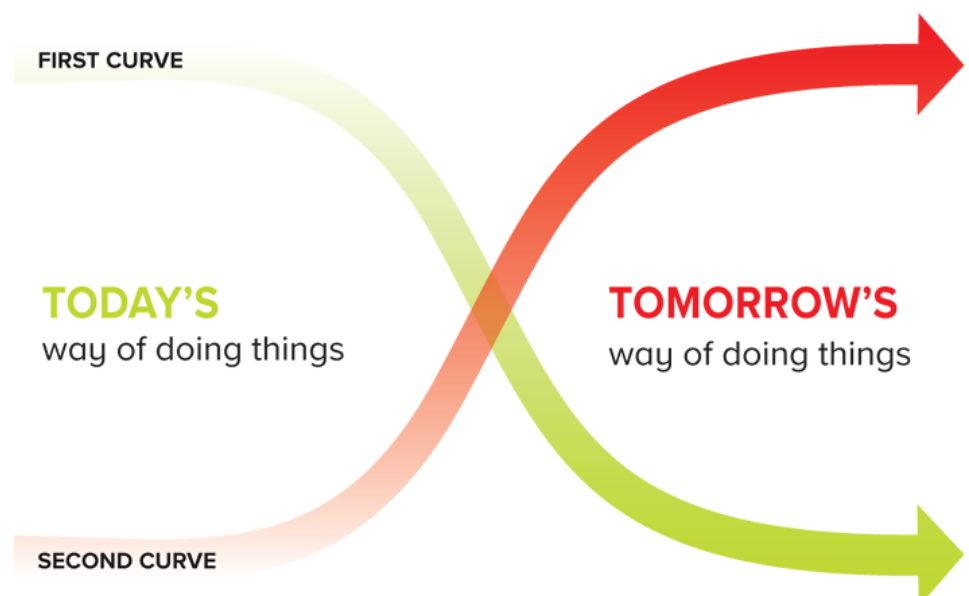 FIRST CURVE
TODAY’S
way of doing things
TOMORROW’S
way of doing things
SECOND CURVE